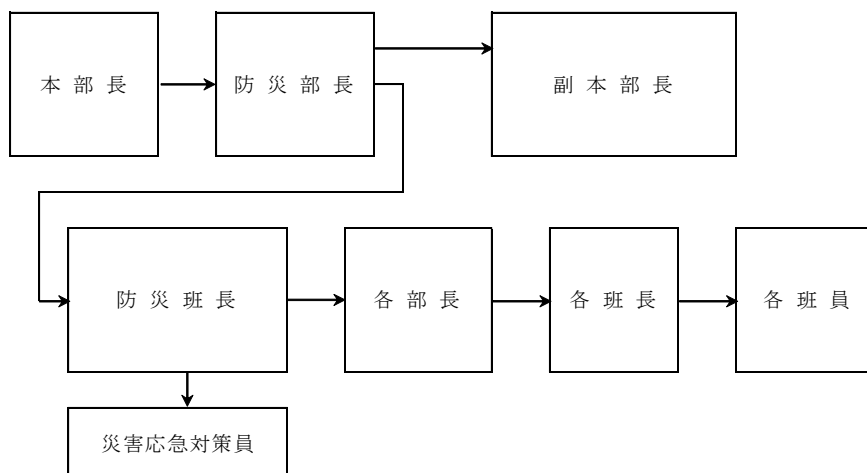 本部長
防災部長
副本部長
防災班長
各部長
各班長
各班員
災害応急対策員